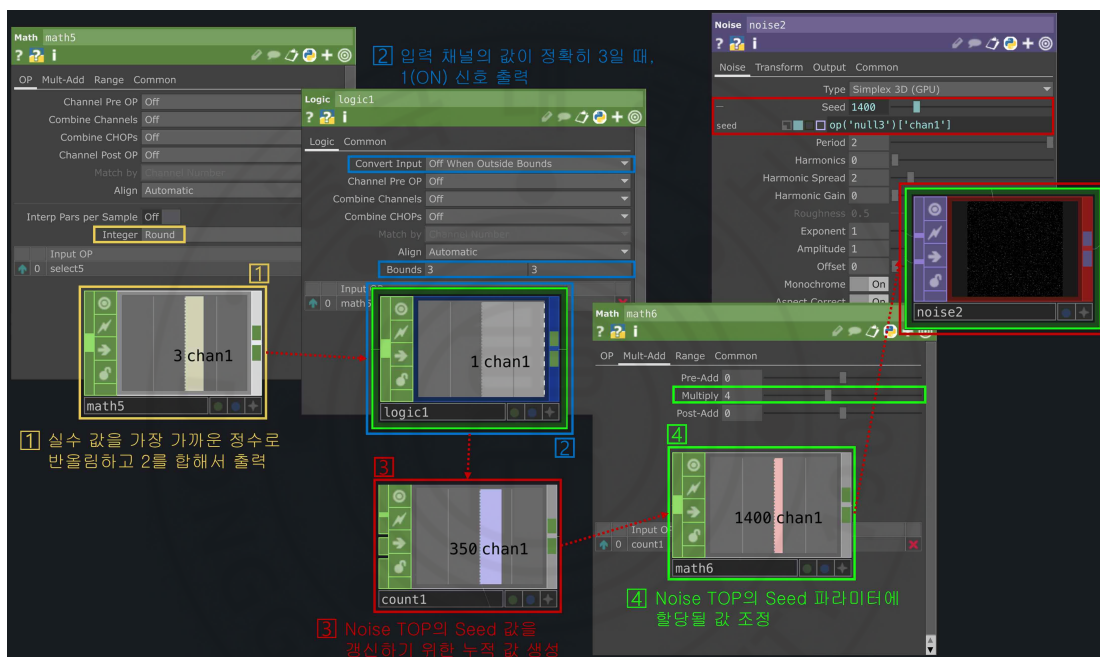 Math math5
OP Multi-Add Range Common
Channel Pre OP Off
Combine Channels Off
Combine CHOPs Off
Channel Post OP Off
Match by Channel Number
Align Automatic
Interp Pars per Sample Off
Integer Round
Input OP
0 select5
1
3 chan1
math5
1 실수 값을 가장 가까운 정수로
반올림하고 2를 합해서 출력
2 입력 채널의 값이 정확히 3일 때,
1(ON) 신호 출력
Logic logic1
Logic Common
Convert Input Off When Outside Bounds
Channel Pre OP Off
Combine Channels Off
Combine CHOPs Off
Match by Channel Number
Align Automatic
Bounds 3 3
Input OP
0 math5
1 chan1
logic1
2
3
350 chan1
count1
3 Noise TOP의 Seed 값을
갱신하기 위한 누적 값 생성
Math math6
OP Mult-Add Range Common
Pre-Add 0
Multiply 4
Post-Add 0
4
Input OP
0 count1
1400 chan1
math6
4 Noise TOP의 Seed 파라미터에
할당될 값 조정
Noise noise2
Noise Transform Output Common
Type Simplex 3D (GPU)
Seed 1400
seed op('null3')['chan1']
Period 2
Harmonics 0
Harmonic Spread 2
Harmonic Gain 0
Roughness 0.5
Exponent 1
Amplitude 1
Offset 0
Monochrome On
Aspect Correct On
noise2